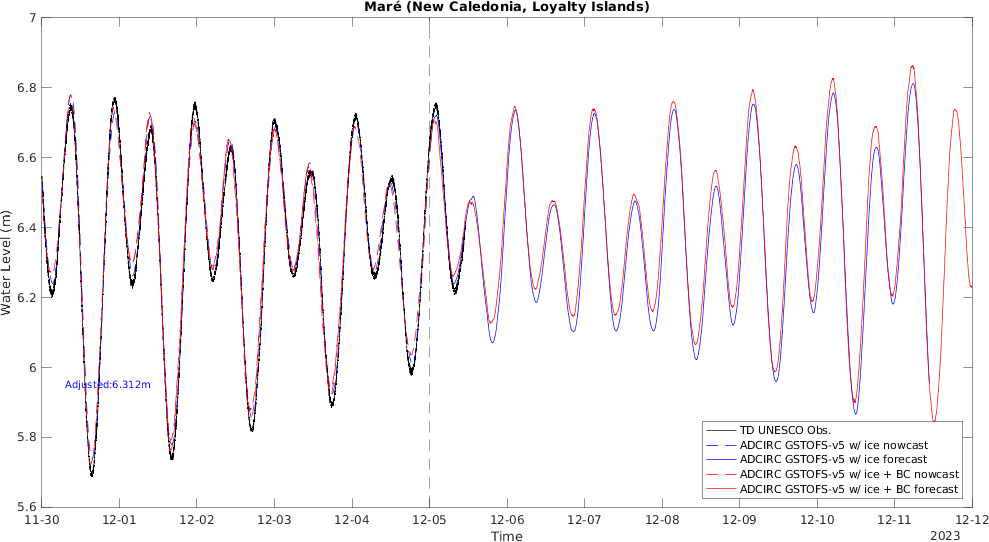 Maré (New Caledonia, Loyalty Islands)
7
6.8
6.6
6.4
6.2
6
5.8
5.6
Water Level (m)
Adjusted:6.312m
TD UNESCO Obs.
ADCIRC GSTOFS-v5 w/ ice nowcast
ADCIRC GSTOFS-v5 w/ ice forecast
ADCIRC GSTOFS-v5 w/ ice + BC nowcast
ADCIRC GSTOFS-v5 w/ ice + BC forecast
11-30 12-01 12-02 12-03 12-04 12-05 12-06 12-07 12-08 12-09 12-10 12-11 12-12
Time
2023